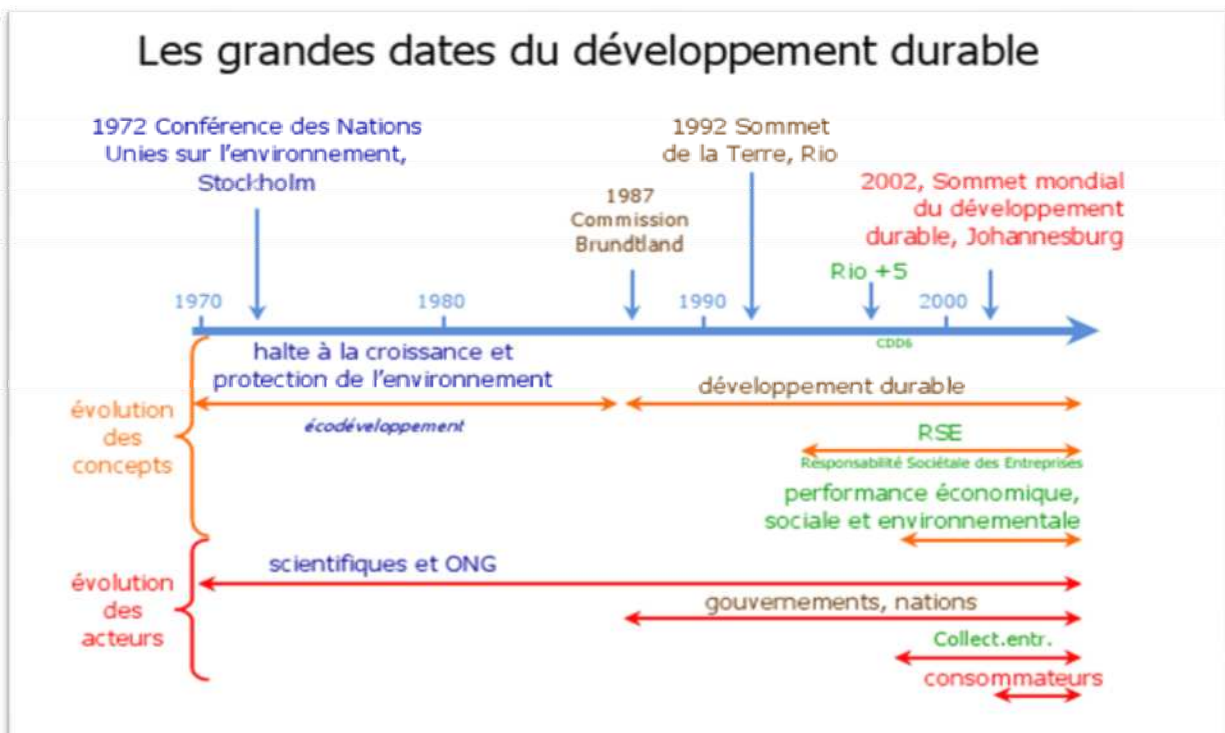 Les grandes dates du développement durable
1972 Conférence des Nations
Unies sur l'environnement,
Stockholm
1987
Commission
Brundtland
1992 Sommet
de la Terre, Rio
Rio +5
2002, Sommet mondial
du développement
durable, Johannesburg
1970
1980
1990
2000
CDD6
évolution
des
concepts
halte à la croissance et
protection de l'environnement
écodéveloppement
développement durable
RSE
Responsabilité Sociétale des Entreprises
performance économique,
sociale et environnementale
évolution
des
acteurs
scientifiques et ONG
gouvernements, nations
Collect.entr.
consommateurs